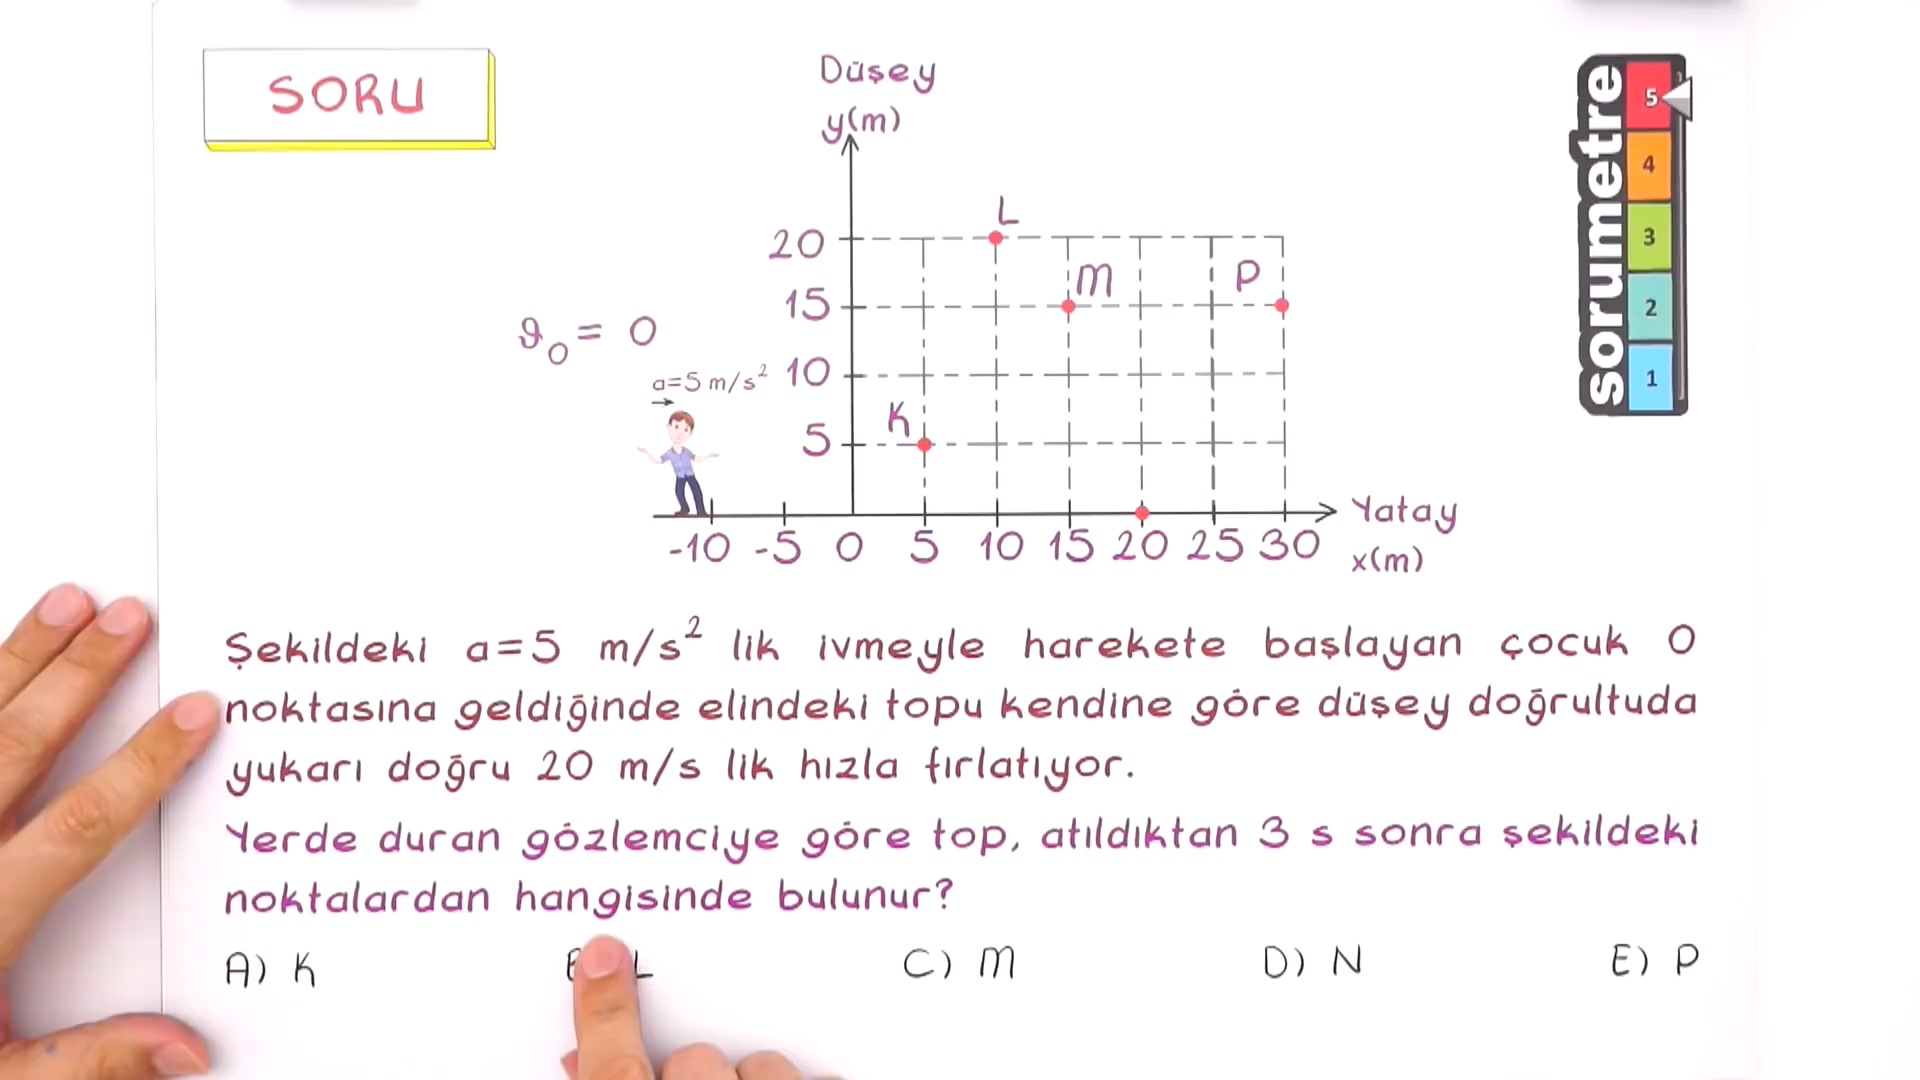 SORU
Düşey
y(m)
L
20
M
P
15
ϑ₀ = 0
a=5 m/s²
10
K
5
Yatay
x(m)
-10 -5 0 5 10 15 20 25 30
sorumetre
5
4
3
2
1
Şekildeki a=5 m/s² lik ivmeyle harekete başlayan çocuk O
noktasına geldiğinde elindeki topu kendine göre düşey doğrultuda
yukarı doğru 20 m/s lik hızla fırlatıyor.
Yerde duran gözlemciye göre top, atıldıktan 3 s sonra şekildeki
noktalardan hangisinde bulunur?
A) K L C) M D) N E) P